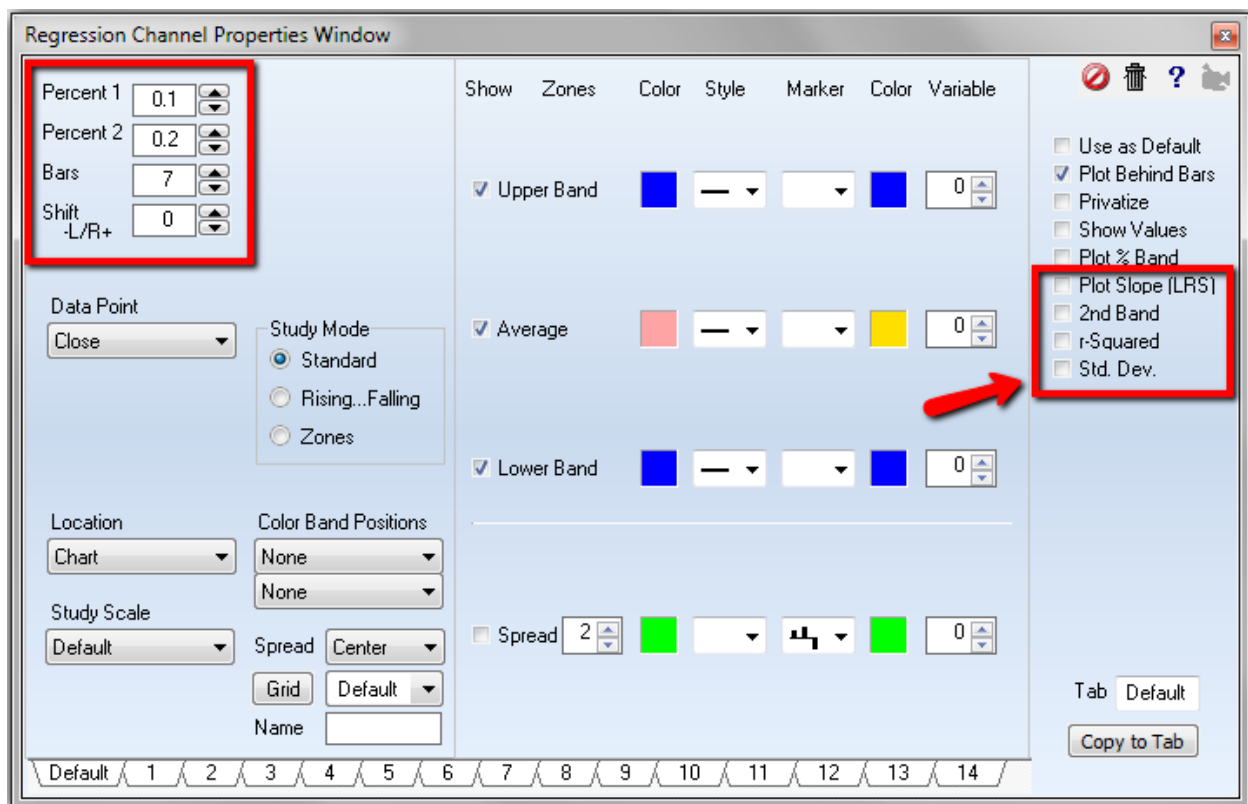 Regression Channel Properties Window
Percent 1 0.1
Percent 2 0.2
Bars 7
Shift 0
-L/R+
Data Point
Close
Study Mode
Standard
Rising...Falling
Zones
Location
Chart
Color Band Positions
None
None
Study Scale
Default
Spread Center
Grid Default
Name
Show Zones Color Style Marker Color Variable
Upper Band 0
Average 0
Lower Band 0
Spread 2 0
?
Use as Default
Plot Behind Bars
Privatize
Show Values
Plot % Band
Plot Slope (LRS)
2nd Band
r-Squared
Std. Dev.
Tab Default
Copy to Tab
Default 1 2 3 4 5 6 7 8 9 10 11 12 13 14